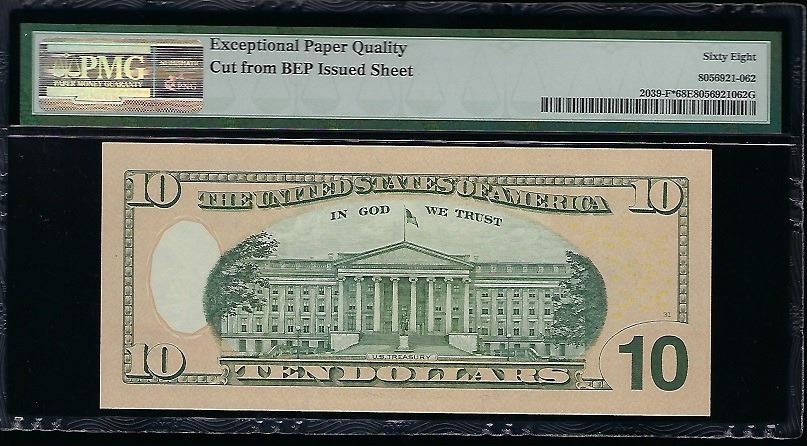 PMG
PAPER MONEY GUARANTY
Exceptional Paper Quality
Cut from BEP Issued Sheet
Sixty Eight
8056921-062
2039-F*68E8056921062G
10
THE UNITED STATES OF AMERICA
10
IN GOD WE TRUST
31
U.S. TREASURY
10
TEN DOLLARS
10